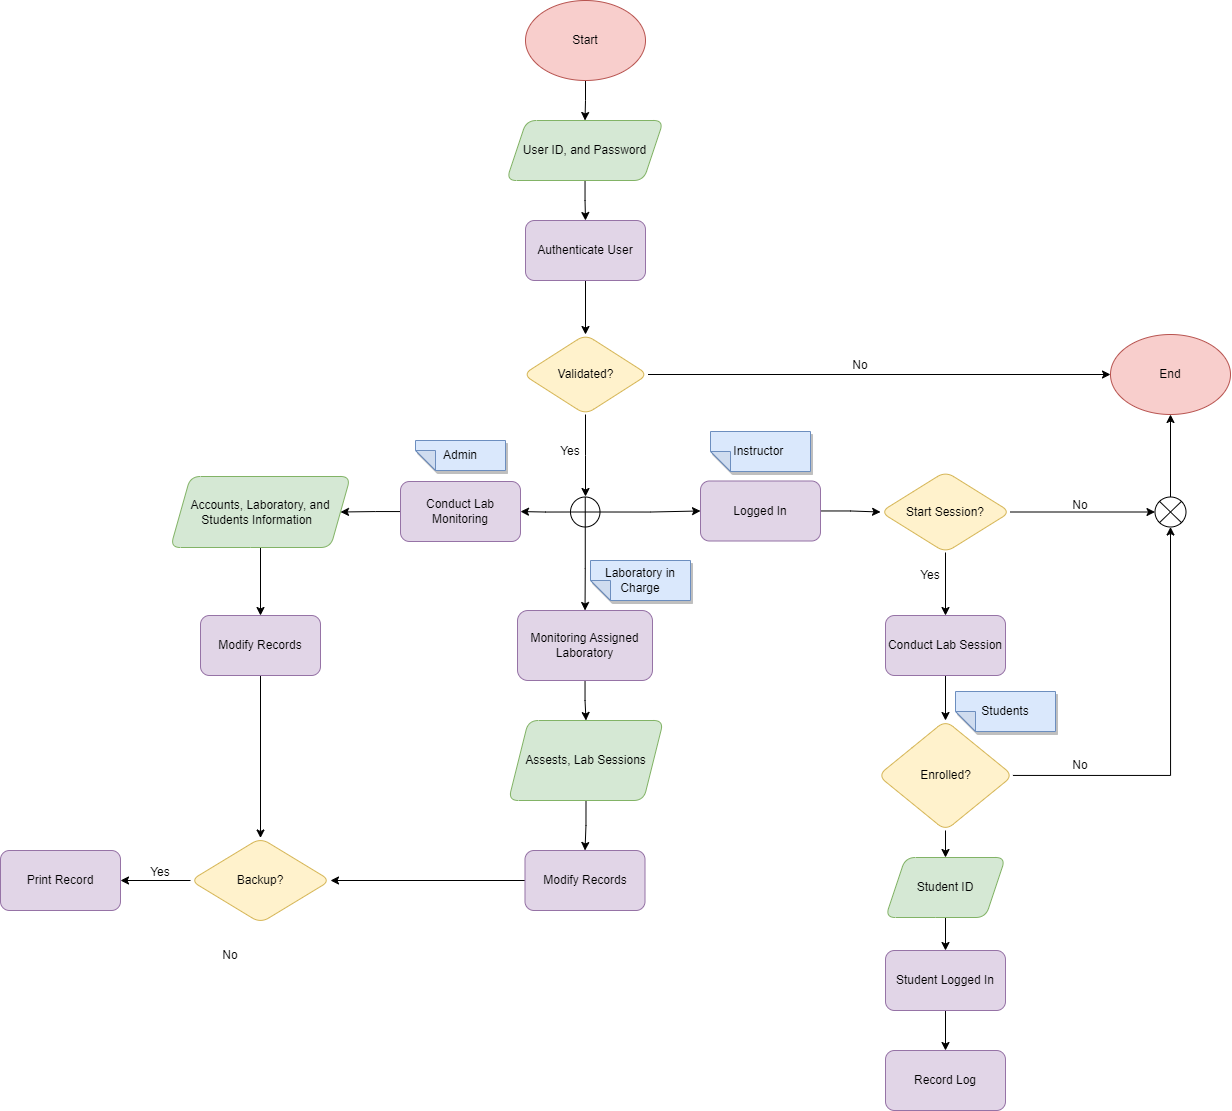 Start
User ID, and Password
Authenticate User
Validated?
No
End
Yes
Admin
Instructor
Accounts, Laboratory, and
Students Information
Conduct Lab
Monitoring
Logged In
Start Session?
No
Laboratory in
Charge
Yes
Modify Records
Monitoring Assigned
Laboratory
Conduct Lab Session
Students
Assests, Lab Sessions
Enrolled?
No
Print Record
Yes
Backup?
Modify Records
Student ID
No
Student Logged In
Record Log